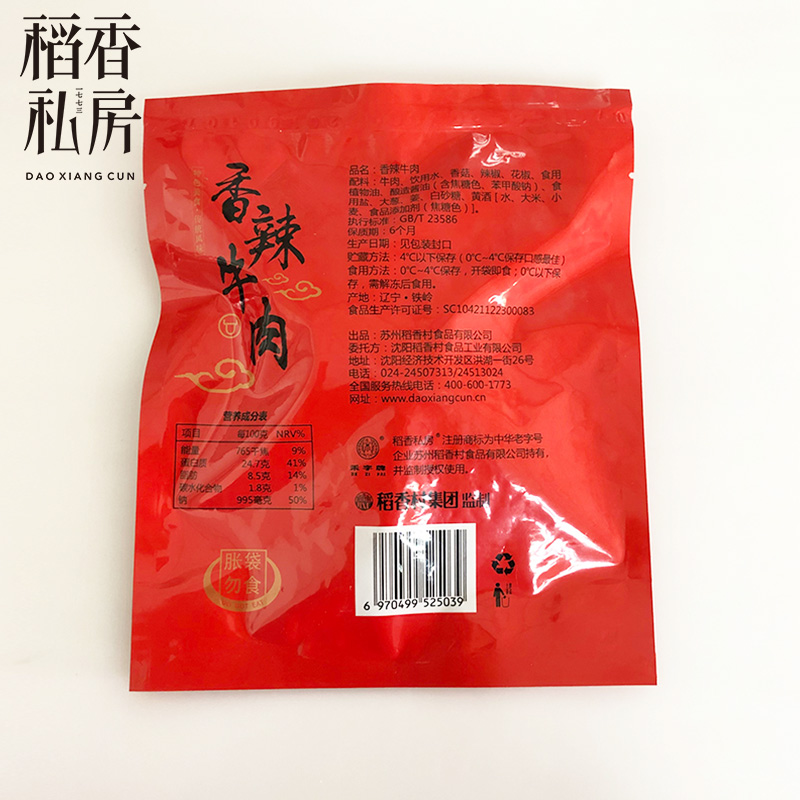 稻香
私房
一七七三
DAO XIANG CUN
香辣牛肉
品名：香辣牛肉
配料：牛肉、饮用水、香菇、辣椒、花椒、食用
植物油、酿造酱油（含焦糖色、苯甲酸钠）、食
用盐、大葱、姜、白砂糖、黄酒[水、大米、小
麦、食品添加剂（焦糖色）]。
执行标准：GB/T 23586
保质期：6个月
生产日期：见包装封口
贮藏方法：4℃以下保存（0℃~4℃保存口感最佳）
食用方法：0℃~4℃保存，开袋即食；0℃以下保
存，需解冻后食用。
产地：辽宁·铁岭
食品生产许可证号：SC10421122300083
出品：苏州稻香村食品有限公司
委托方：沈阳稻香村食品工业有限公司
地址：沈阳经济技术开发区洪湖一街26号
电话：024-24507313/24513024
全国服务热线电话：400-600-1773
网址：www.daoxiangcun.cn
营养成分表
项目 每100克 NRV%
能量 765千焦 9%
蛋白质 24.7克 41%
脂肪 8.5克 14%
碳水化合物 1.8克 1%
钠 995毫克 50%
禾字牌
稻香私房®注册商标为中华老字号
企业苏州稻香村食品有限公司持有，
并监制授权使用。
稻香村集团 监制
胀袋
勿食
6 970499 525039